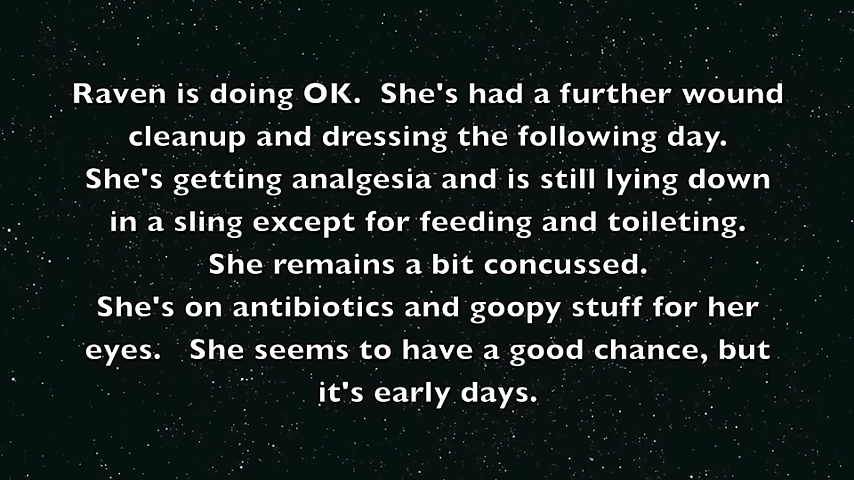 Raven is doing OK.  She's had a further wound
cleanup and dressing the following day.
She's getting analgesia and is still lying down
in a sling except for feeding and toileting.
She remains a bit concussed.
She's on antibiotics and goopy stuff for her
eyes.   She seems to have a good chance, but
it's early days.